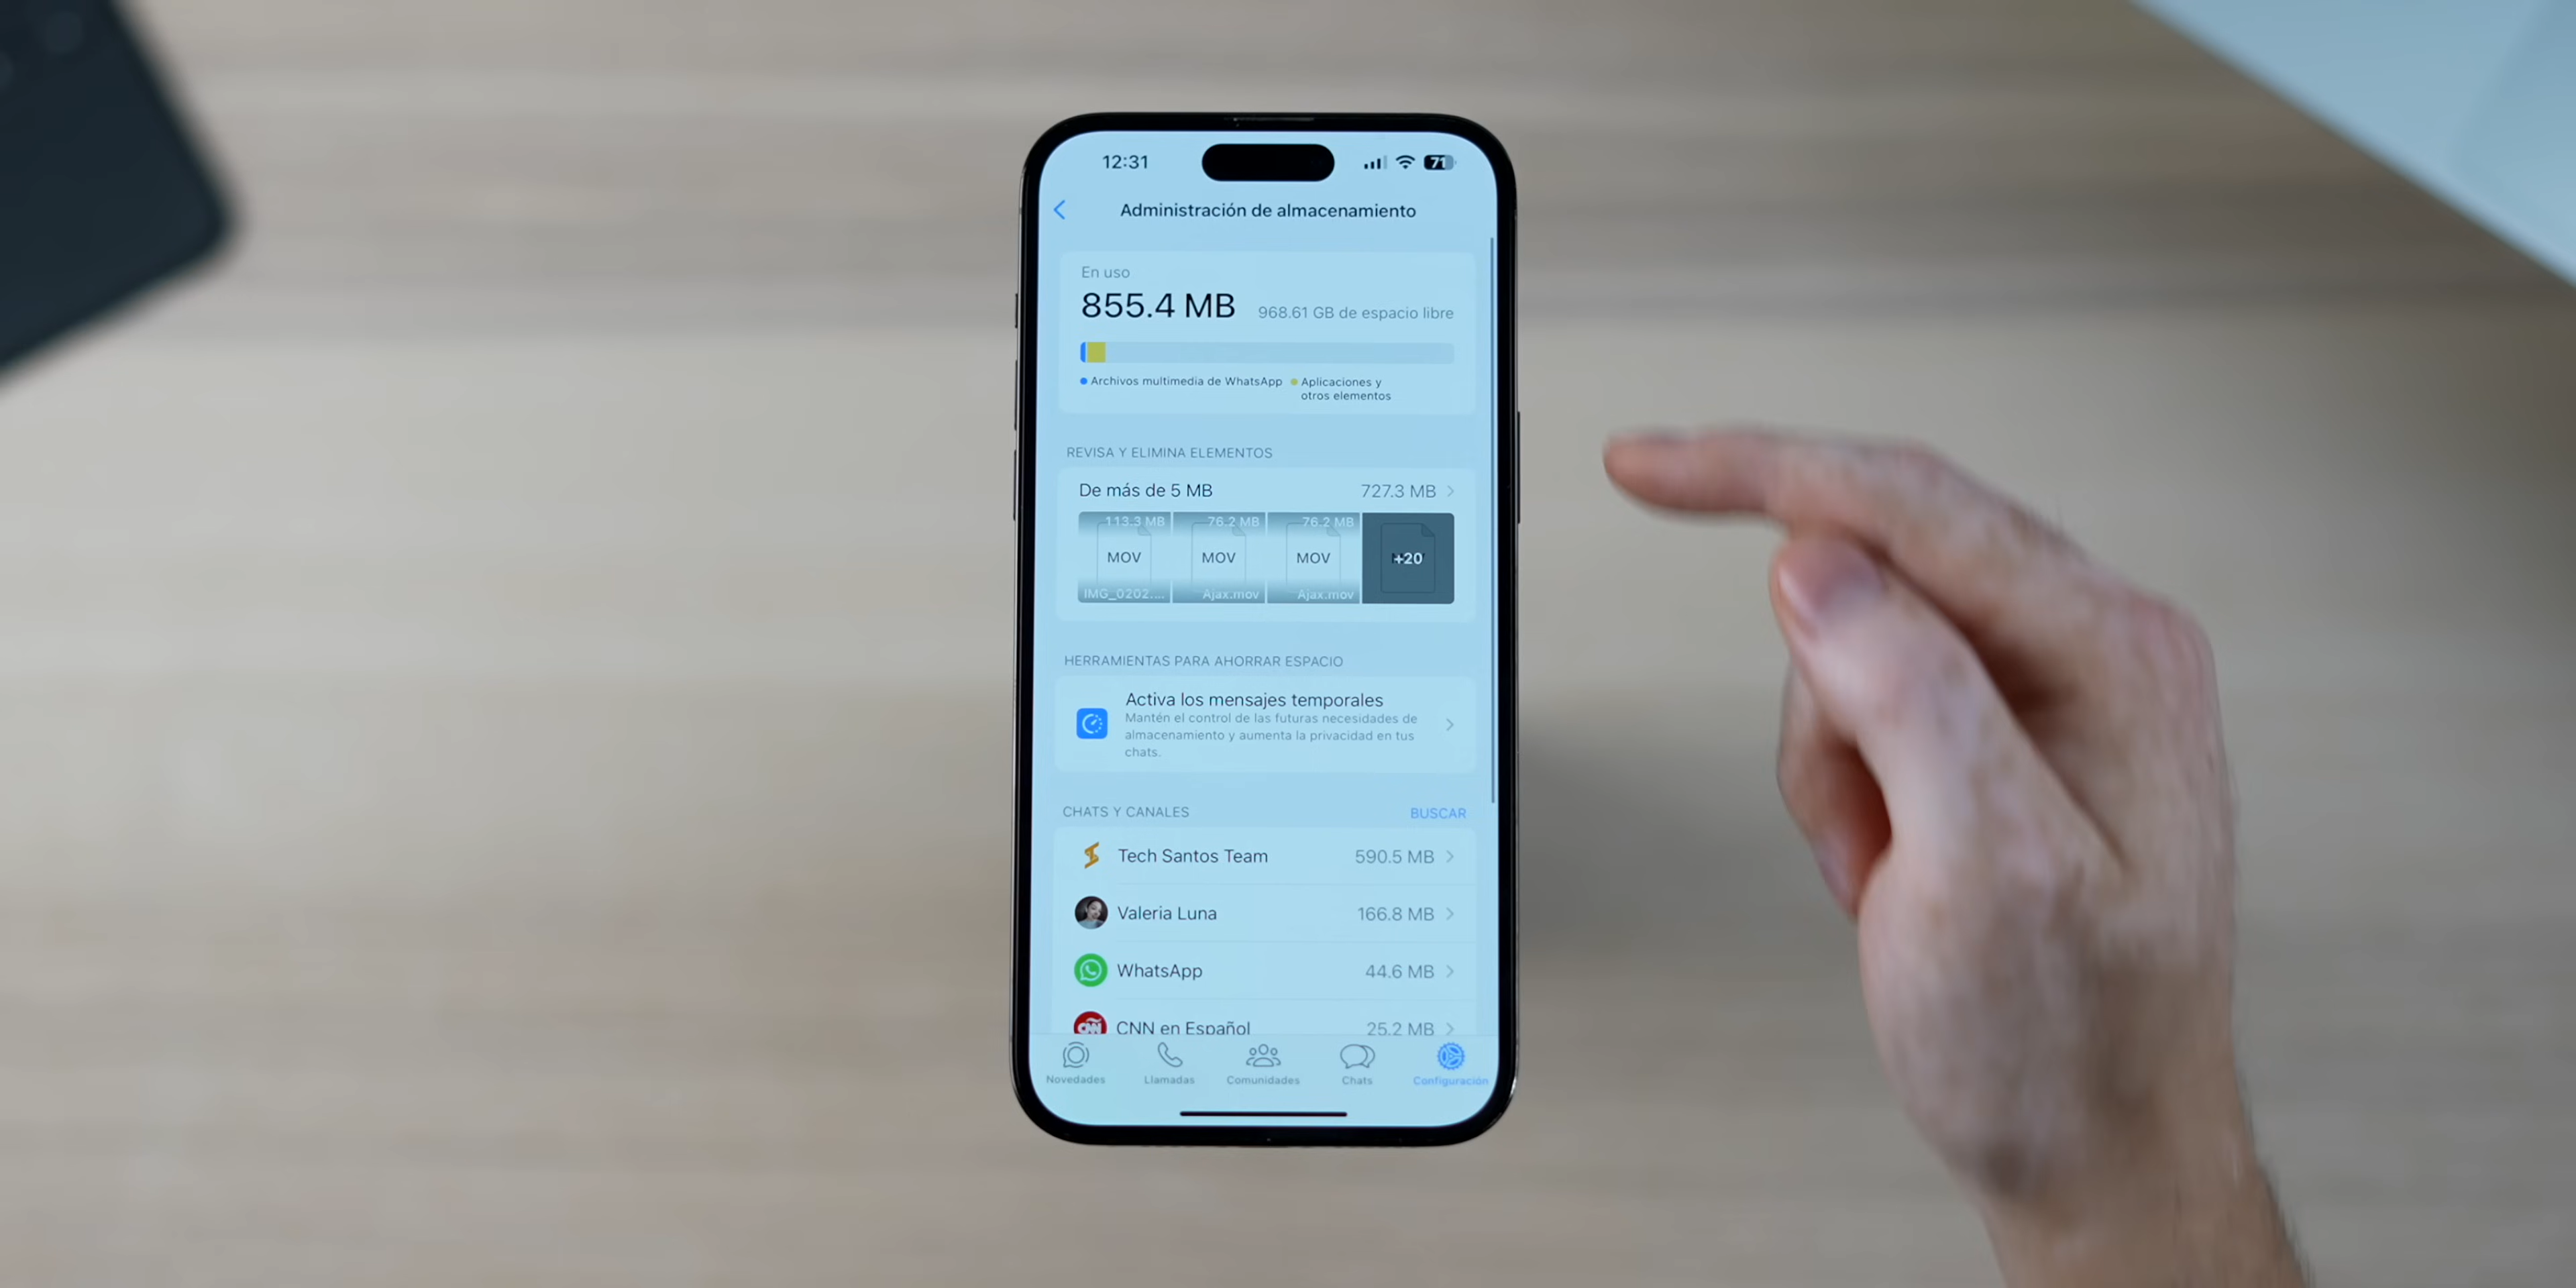 12:31
71
Administración de almacenamiento
En uso
855.4 MB 968.61 GB de espacio libre
Archivos multimedia de WhatsApp
Aplicaciones y
otros elementos
REVISA Y ELIMINA ELEMENTOS
De más de 5 MB 727.3 MB
113.3 MB 76.2 MB 76.2 MB
MOV MOV MOV +20
IMG_0202.... Ajax.mov Ajax.mov
HERRAMIENTAS PARA AHORRAR ESPACIO
Activa los mensajes temporales
Mantén el control de las futuras necesidades de
almacenamiento y aumenta la privacidad en tus
chats.
CHATS Y CANALES BUSCAR
Tech Santos Team 590.5 MB
Valeria Luna 166.8 MB
WhatsApp 44.6 MB
CNN en Español 25.2 MB
Novedades Llamadas Comunidades Chats Configuración